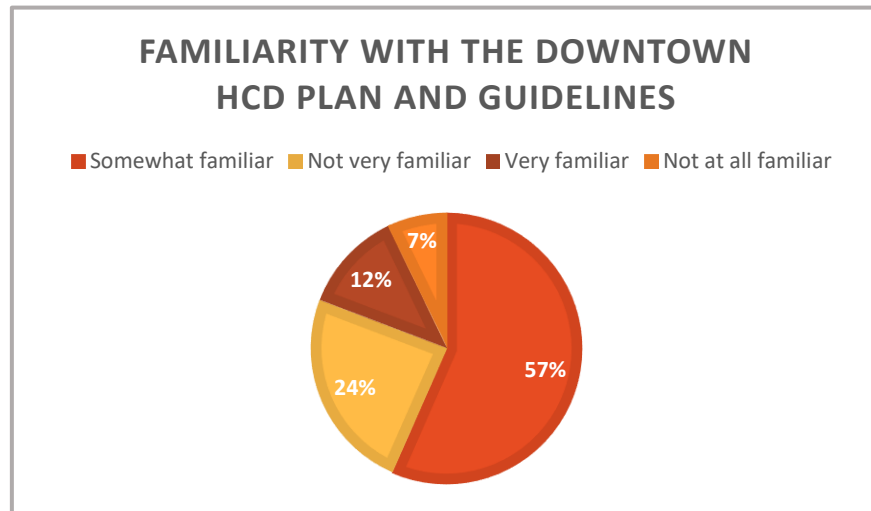 FAMILIARITY WITH THE DOWNTOWN
HCD PLAN AND GUIDELINES
Somewhat familiar Not very familiar Very familiar Not at all familiar
7%
12%
57%
24%